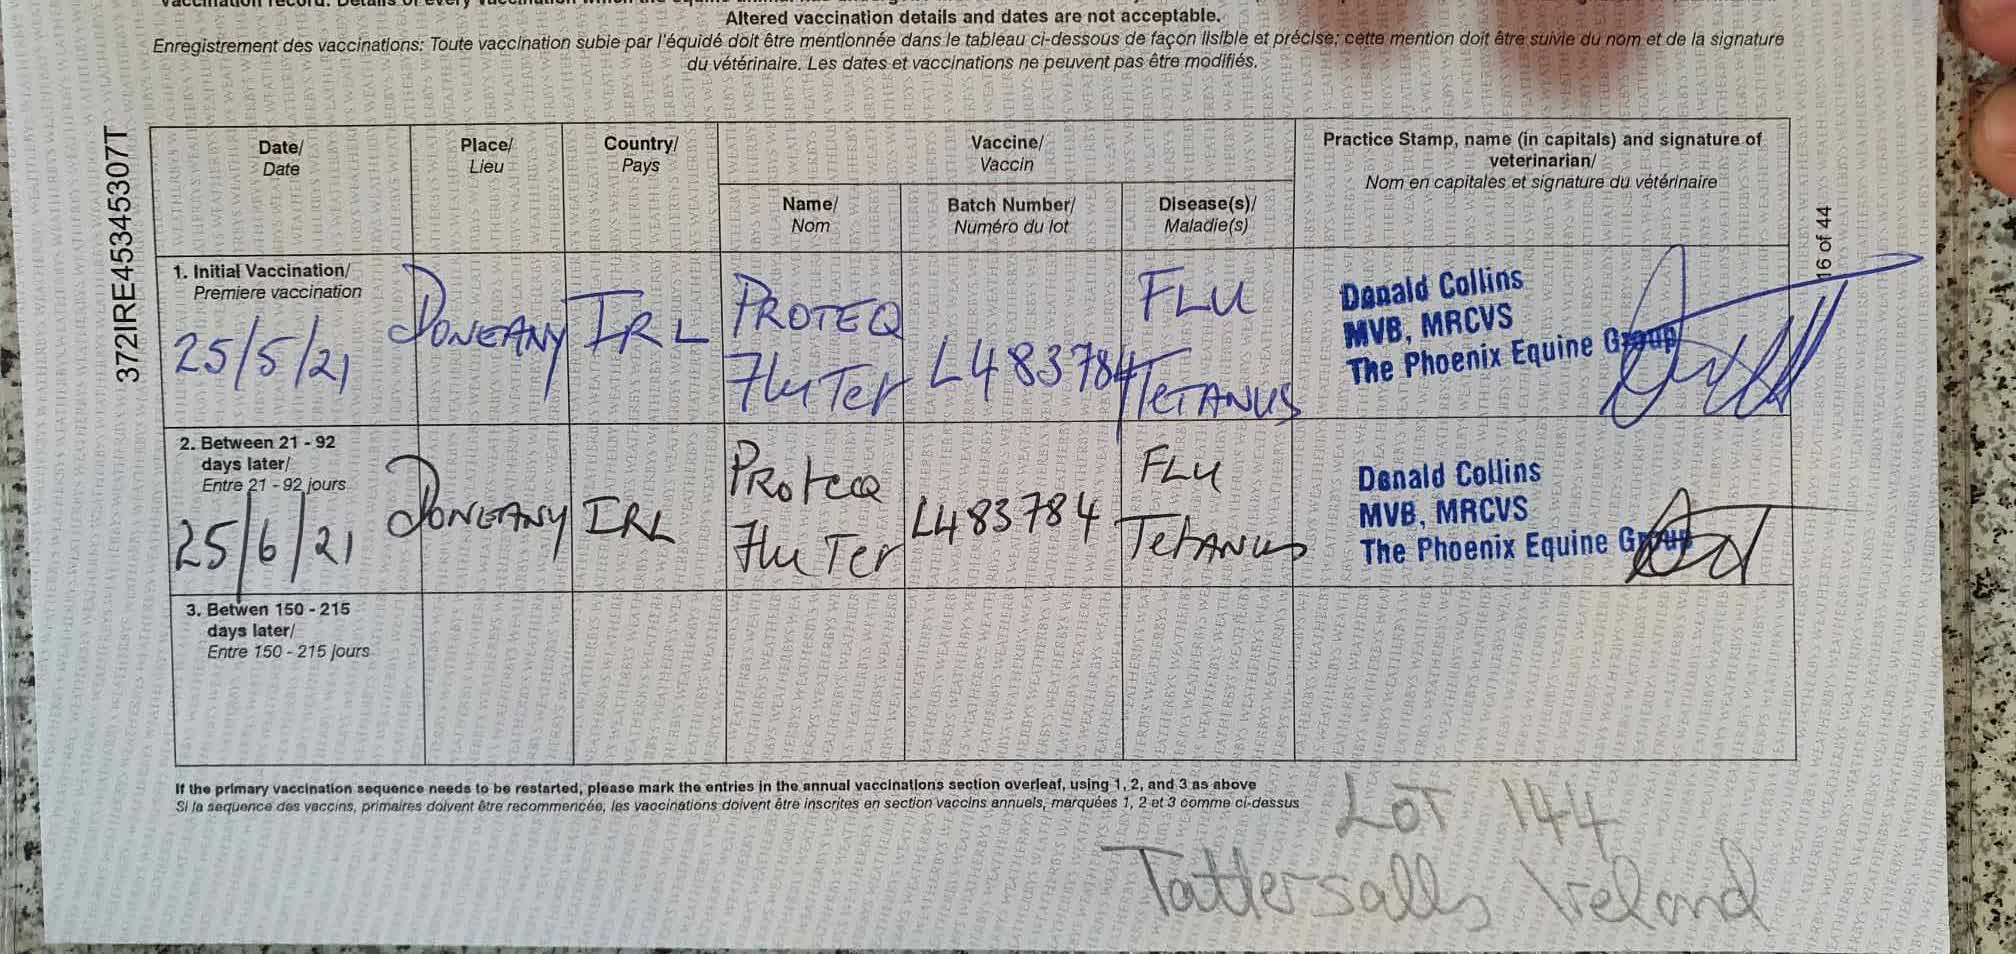 Altered vaccination details and dates are not acceptable.
Enregistrement des vaccinations: Toute vaccination subie par l'équidé doit être mentionnée dans le tableau ci-dessous de façon lisible et précise; cette mention doit être suivie du nom et de la signature
du vétérinaire. Les dates et vaccinations ne peuvent pas être modifiés.
372IRE45345307T
16 of 44
Date/
Date
Place/
Lieu
Country/
Pays
Vaccine/
Vaccin
Name/
Nom
Batch Number/
Numéro du lot
Disease(s)/
Maladie(s)
Practice Stamp, name (in capitals) and signature of
veterinarian/
Nom en capitales et signature du vétérinaire
1. Initial Vaccination/
Premiere vaccination
25/5/21
DONEANY
IRL
PROTEQ
Flu Ter
L483784
FLU
TETANUS
Donald Collins
MVB, MRCVS
The Phoenix Equine Group
2. Between 21 - 92
days later/
Entre 21 - 92 jours
25/6/21
DONEANY
IRL
Proteq
Flu Ter
L483784
FLU
TetANUS
Donald Collins
MVB, MRCVS
The Phoenix Equine Group
3. Betwen 150 - 215
days later/
Entre 150 - 215 jours
If the primary vaccination sequence needs to be restarted, please mark the entries in the annual vaccinations section overleaf, using 1, 2, and 3 as above
Si la sequence des vaccins, primaires doivent être recommencée, les vaccinations doivent être inscrites en section vaccins annuels, marquées 1, 2 et 3 comme ci-dessus
LOT 144
Tattersalls Ireland